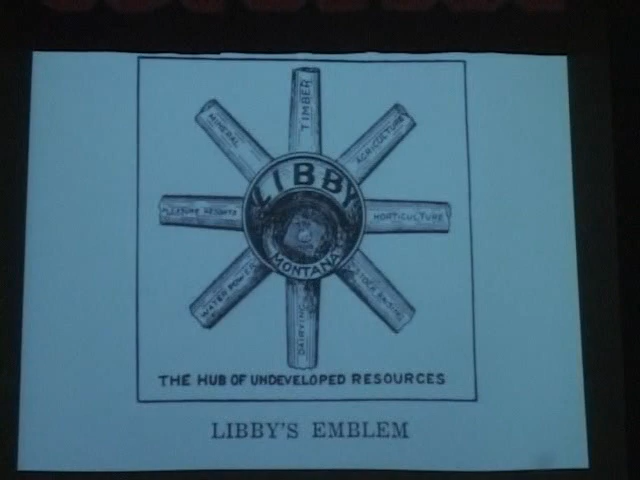 TIMBER
MINERAL
AGRICULTURE
LIBBY
PLEASURE RESORTS
HORTICULTURE
MONTANA
WATER POWER
STOCK RAISING
DAIRYING
THE HUB OF UNDEVELOPED RESOURCES
LIBBY'S EMBLEM